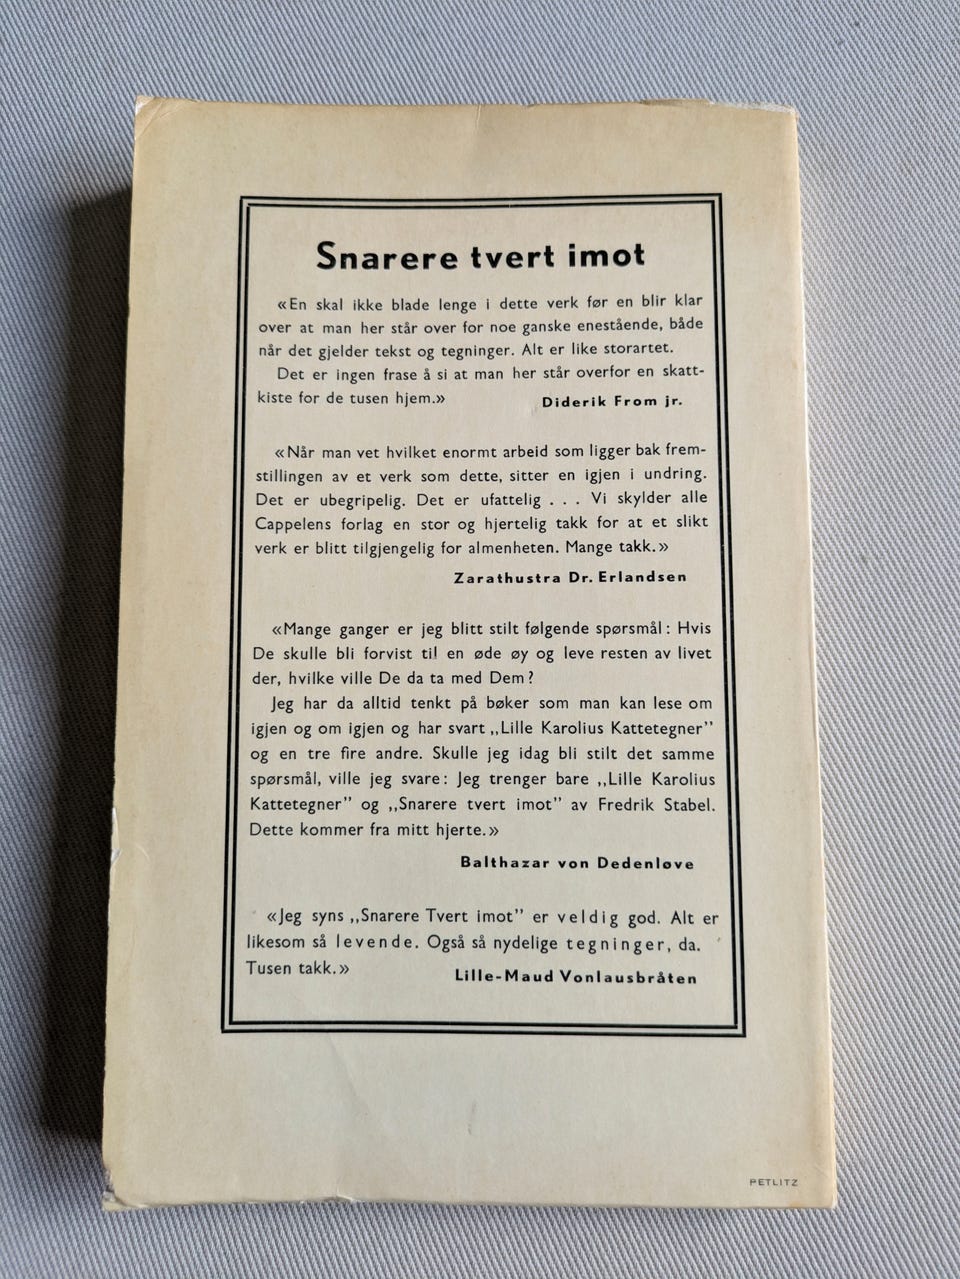 Snarere tvert imot
«En skal ikke blade lenge i dette verk før en blir klar
over at man her står over for noe ganske enestående, både
når det gjelder tekst og tegninger. Alt er like storartet.
Det er ingen frase å si at man her står overfor en skatt-
kiste for de tusen hjem.»
Diderik From jr.
«Når man vet hvilket enormt arbeid som ligger bak frem-
stillingen av et verk som dette, sitter en igjen i undring.
Det er ubegripelig. Det er ufattelig . . . Vi skylder alle
Cappelens forlag en stor og hjertelig takk for at et slikt
verk er blitt tilgjengelig for almenheten. Mange takk.»
Zarathustra Dr. Erlandsen
«Mange ganger er jeg blitt stilt følgende spørsmål: Hvis
De skulle bli forvist til en øde øy og leve resten av livet
der, hvilke ville De da ta med Dem?
Jeg har da alltid tenkt på bøker som man kan lese om
igjen og om igjen og har svart ,,Lille Karolius Kattetegner”
og en tre fire andre. Skulle jeg idag bli stilt det samme
spørsmål, ville jeg svare: Jeg trenger bare ,,Lille Karolius
Kattetegner” og ,,Snarere tvert imot” av Fredrik Stabel.
Dette kommer fra mitt hjerte.»
Balthazar von Dedenløve
«Jeg syns ,,Snarere Tvert imot” er veldig god. Alt er
likesom så levende. Også så nydelige tegninger, da.
Tusen takk.»
Lille-Maud Vonlausbråten
PETLITZ